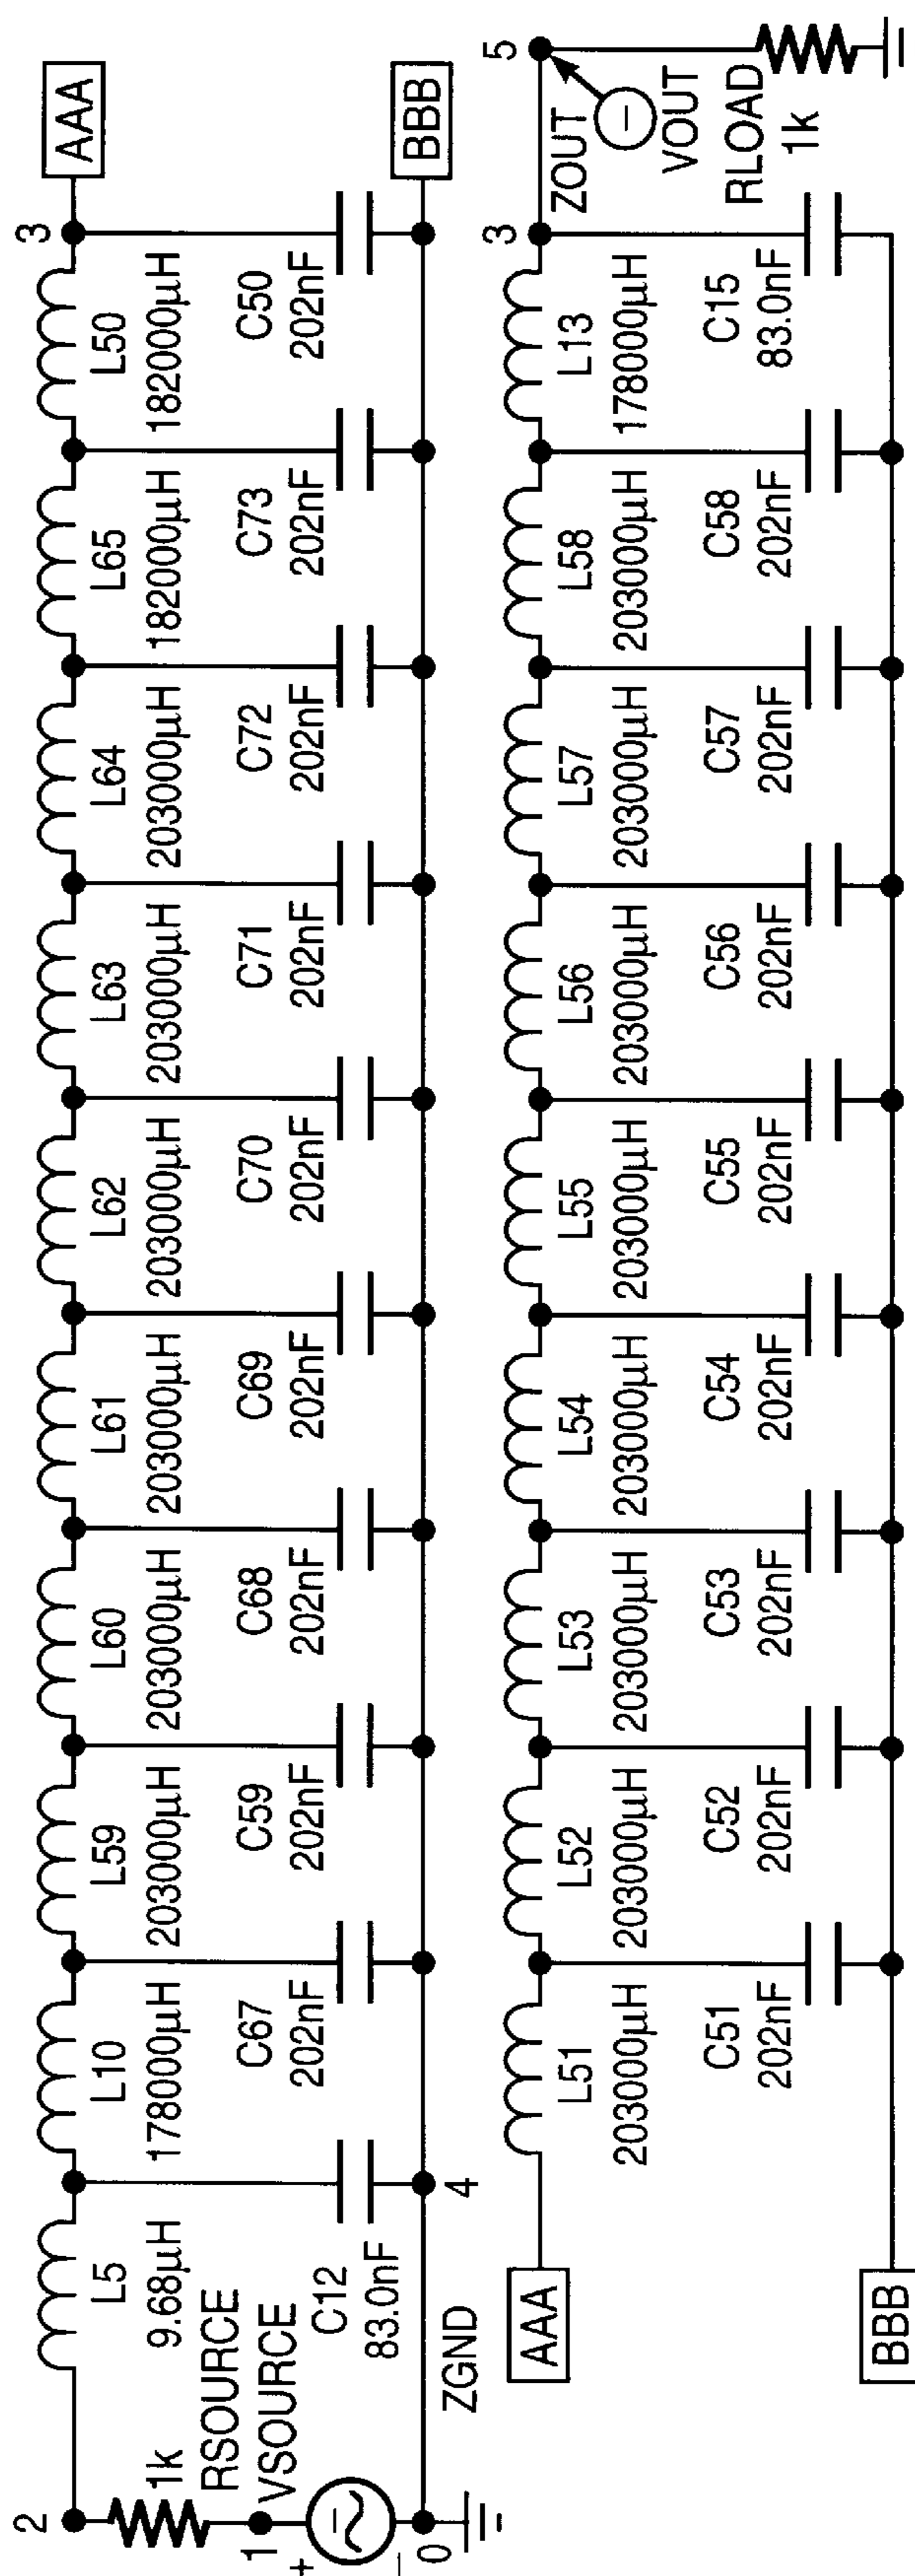 2
1k
RSOURCE
1
VSOURCE
+
−
0
ZGND
4
L5
9.68µH
C12
83.0nF
L10
178000µH
C67
202nF
L59
203000µH
C59
202nF
L60
203000µH
C68
202nF
L61
203000µH
C69
202nF
L62
203000µH
C70
202nF
L63
203000µH
C71
202nF
L64
203000µH
C72
202nF
L65
182000µH
C73
202nF
L50
182000µH
C50
202nF
3
AAA
BBB
AAA
BBB
L51
203000µH
C51
202nF
L52
203000µH
C52
202nF
L53
203000µH
C53
202nF
L54
203000µH
C54
202nF
L55
203000µH
C55
202nF
L56
203000µH
C56
202nF
L57
203000µH
C57
202nF
L58
203000µH
C58
202nF
L13
178000µH
C15
83.0nF
3
ZOUT
5
VOUT
RLOAD
1k